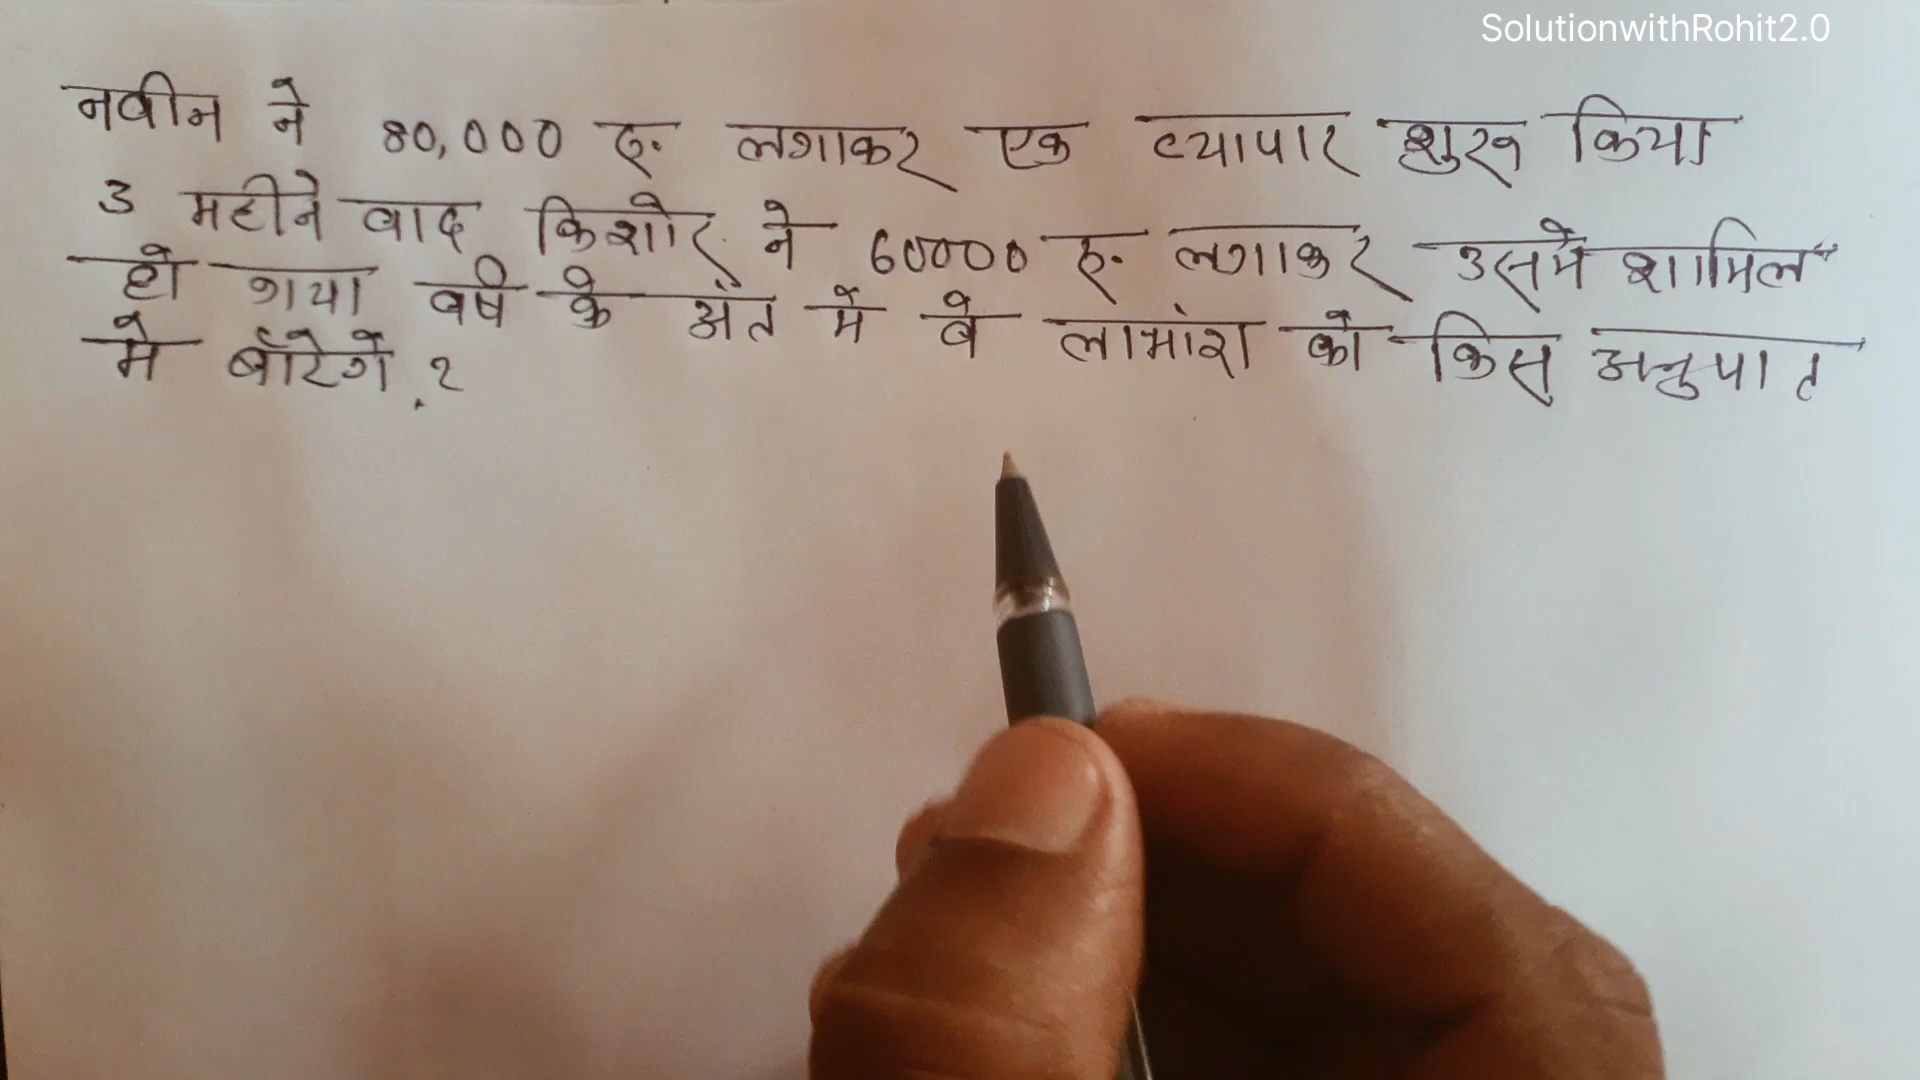 SolutionwithRohit2.0
नवीन ने 80,000 रु. लगाकर एक व्यापार शुरू किया
3 महीने बाद किशोर ने 60000 रु. लगाकर उसमे शामिल
हो गया वर्ष के अंत में वे लाभांश को किस अनुपात
मे बाँटेगें ?